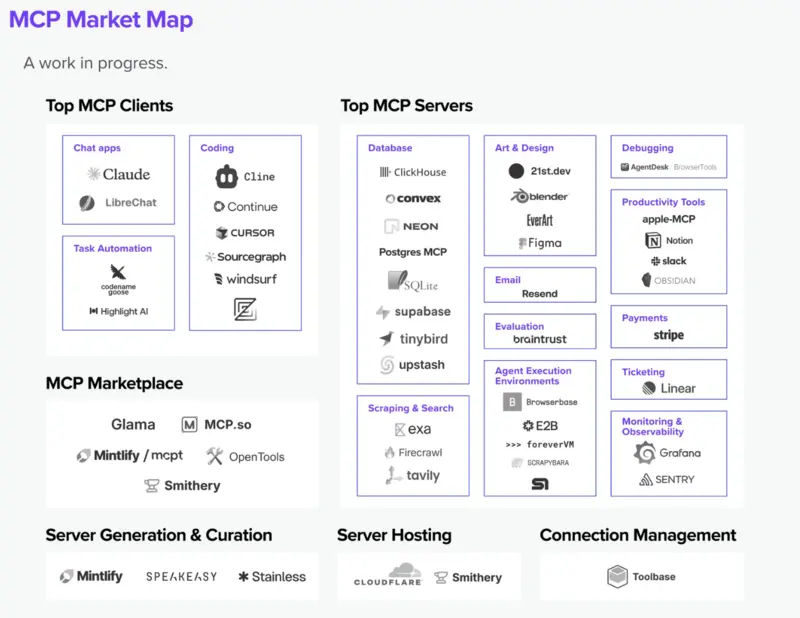 MCP Market Map
A work in progress.
Top MCP Clients
Chat apps
Claude
LibreChat
Task Automation
codename
goose
Highlight AI
Coding
Cline
Continue
CURSOR
Sourcegraph
windsurf
MCP Marketplace
Glama
MCP.so
Mintlify / mcpt
OpenTools
Smithery
Top MCP Servers
Database
ClickHouse
convex
NEON
Postgres MCP
SQLite
supabase
tinybird
upstash
Scraping & Search
exa
Firecrawl
tavily
Art & Design
21st.dev
blender
EverArt
Figma
Email
Resend
Evaluation
braintrust
Agent Execution
Environments
B Browserbase
E2B
>>> foreverVM
SCRAPYBARA
S1
Debugging
AgentDesk BrowserTools
Productivity Tools
apple-MCP
Notion
slack
OBSIDIAN
Payments
stripe
Ticketing
Linear
Monitoring &
Observability
Grafana
SENTRY
Server Generation & Curation
Mintlify
SPEAKEASY
Stainless
Server Hosting
CLOUDFLARE
Smithery
Connection Management
Toolbase